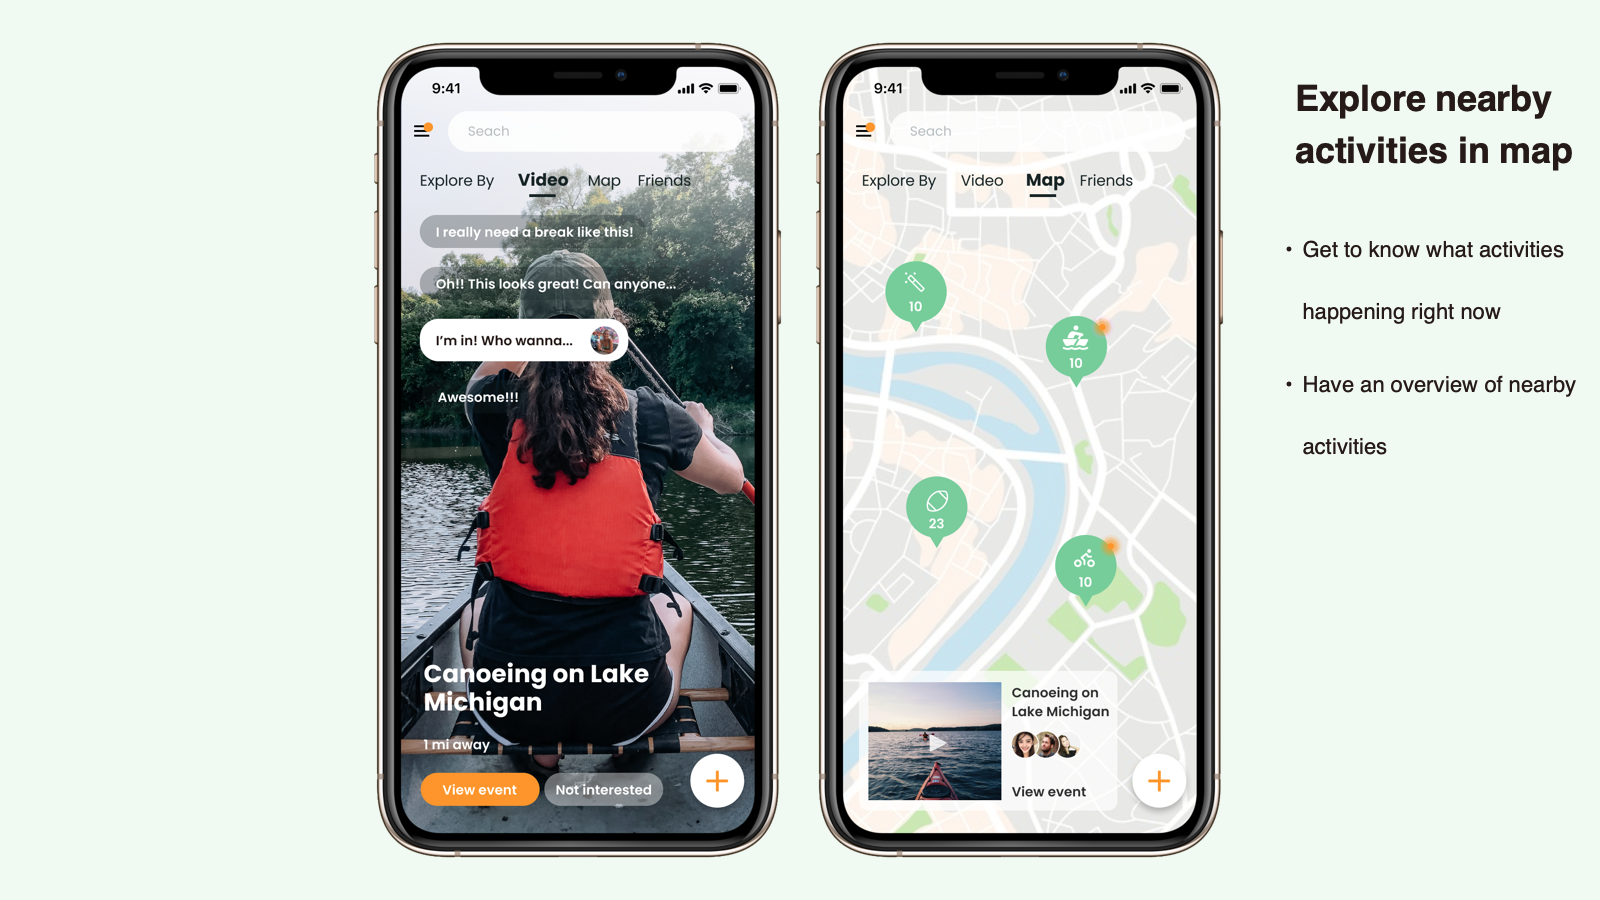 9:41
Seach
Explore By Video Map Friends
I really need a break like this!
Oh!! This looks great! Can anyone...
I'm in! Who wanna...
Awesome!!!
Canoeing on Lake
Michigan
1 mi away
View event
Not interested
9:41
Seach
Explore By Video Map Friends
10
10
23
10
Canoeing on
Lake Michigan
View event
Explore nearby
activities in map
• Get to know what activities
happening right now
• Have an overview of nearby
activities